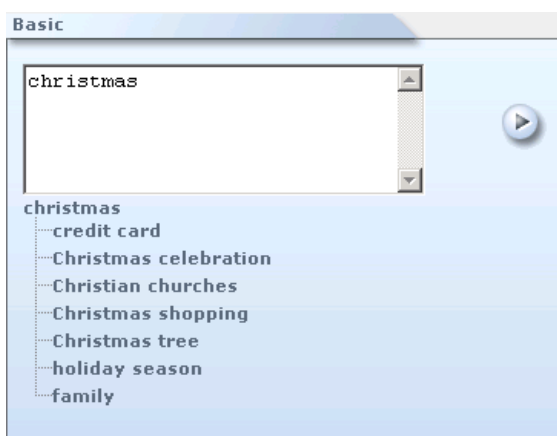 Basic
christmas
christmas
credit card
Christmas celebration
Christian churches
Christmas shopping
Christmas tree
holiday season
family